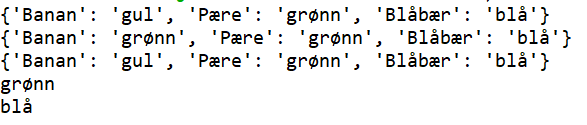 {'Banan': 'gul', 'Pære': 'grønn', 'Blåbær': 'blå'}
{'Banan': 'grønn', 'Pære': 'grønn', 'Blåbær': 'blå'}
{'Banan': 'gul', 'Pære': 'grønn', 'Blåbær': 'blå'}
grønn
blå